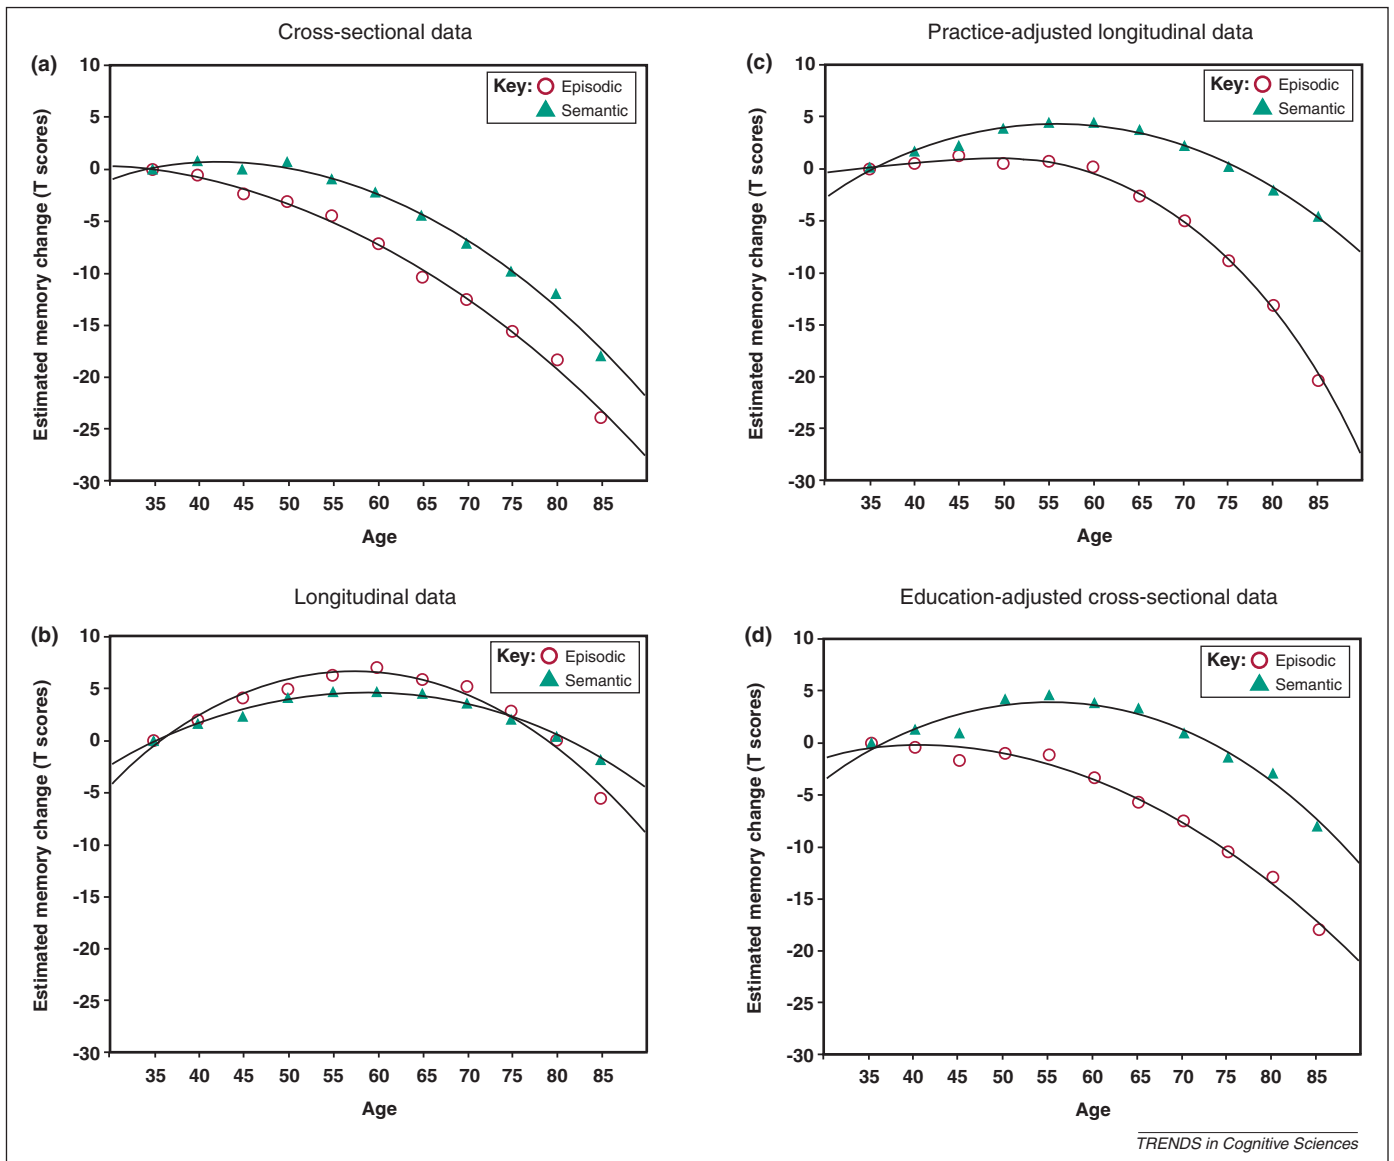 Cross-sectional data
(a)
Key: Episodic
Semantic
Estimated memory change (T scores)
10
5
0
-5
-10
-15
-20
-25
-30
35 40 45 50 55 60 65 70 75 80 85
Age
Longitudinal data
(b)
Key: Episodic
Semantic
Estimated memory change (T scores)
10
5
0
-5
-10
-15
-20
-25
-30
35 40 45 50 55 60 65 70 75 80 85
Age
Practice-adjusted longitudinal data
(c)
Key: Episodic
Semantic
Estimated memory change (T scores)
10
5
0
-5
-10
-15
-20
-25
-30
35 40 45 50 55 60 65 70 75 80 85
Age
Education-adjusted cross-sectional data
(d)
Key: Episodic
Semantic
Estimated memory change (T scores)
10
5
0
-5
-10
-15
-20
-25
-30
35 40 45 50 55 60 65 70 75 80 85
Age
TRENDS in Cognitive Sciences